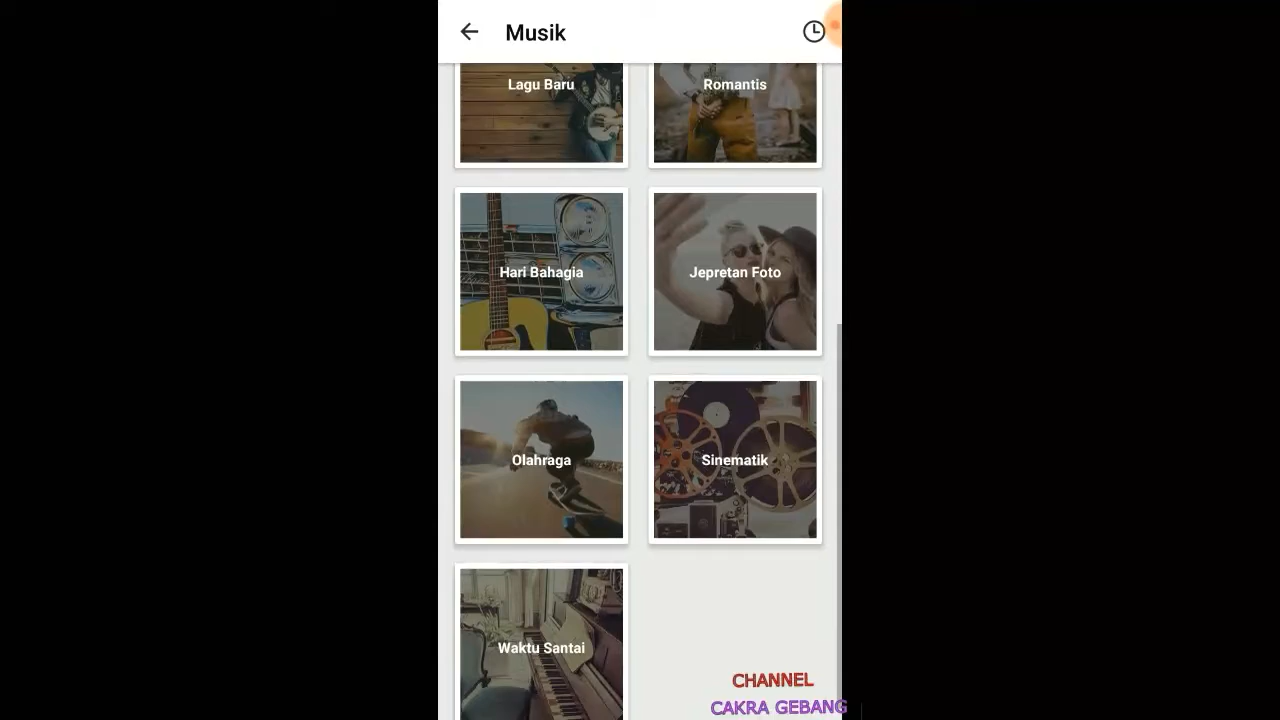 Musik
Lagu Baru
Romantis
Hari Bahagia
Jepretan Foto
Olahraga
Sinematik
Waktu Santai
CHANNEL
CAKRA GEBANG